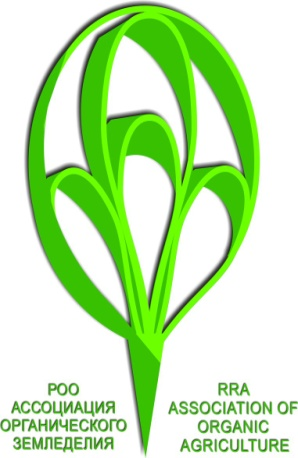 РОО
АССОЦИАЦИЯ
ОРГАНИЧЕСКОГО
ЗЕМЛЕДЕЛИЯ
RRA
ASSOCIATION OF
ORGANIC
AGRICULTURE